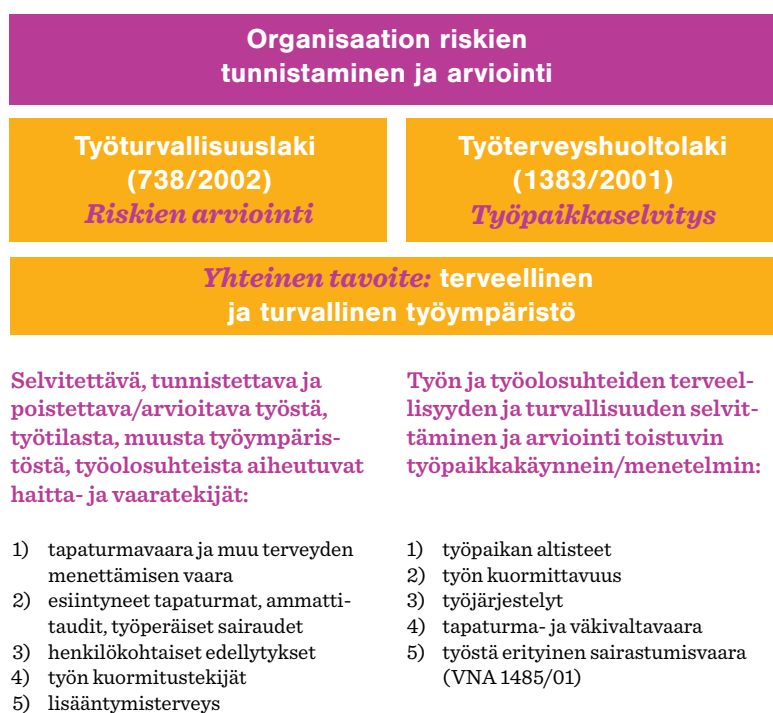 Organisaation riskien
tunnistaminen ja arviointi
Työturvallisuuslaki
(738/2002)
Riskien arviointi
Työterveyshuoltolaki
(1383/2001)
Työpaikkaselvitys
Yhteinen tavoite: terveellinen
ja turvallinen työympäristö
Selvitettävä, tunnistettava ja
poistettava/arvioitava työstä,
työtilasta, muusta työympäris-
töstä, työolosuhteista aiheutuvat
haitta- ja vaaratekijät:
1) tapaturmavaara ja muu terveyden
menettämisen vaara
2) esiintyneet tapaturmat, ammatti-
taudit, työperäiset sairaudet
3) henkilökohtaiset edellytykset
4) työn kuormitustekijät
5) lisääntymisterveys
Työn ja työolosuhteiden terveel-
lisyyden ja turvallisuuden selvit-
täminen ja arviointi toistuvin
työpaikkakäynnein/menetelmin:
1) työpaikan altisteet
2) työn kuormittavuus
3) työjärjestelyt
4) tapaturma- ja väkivaltavaara
5) työstä erityinen sairastumisvaara
(VNA 1485/01)